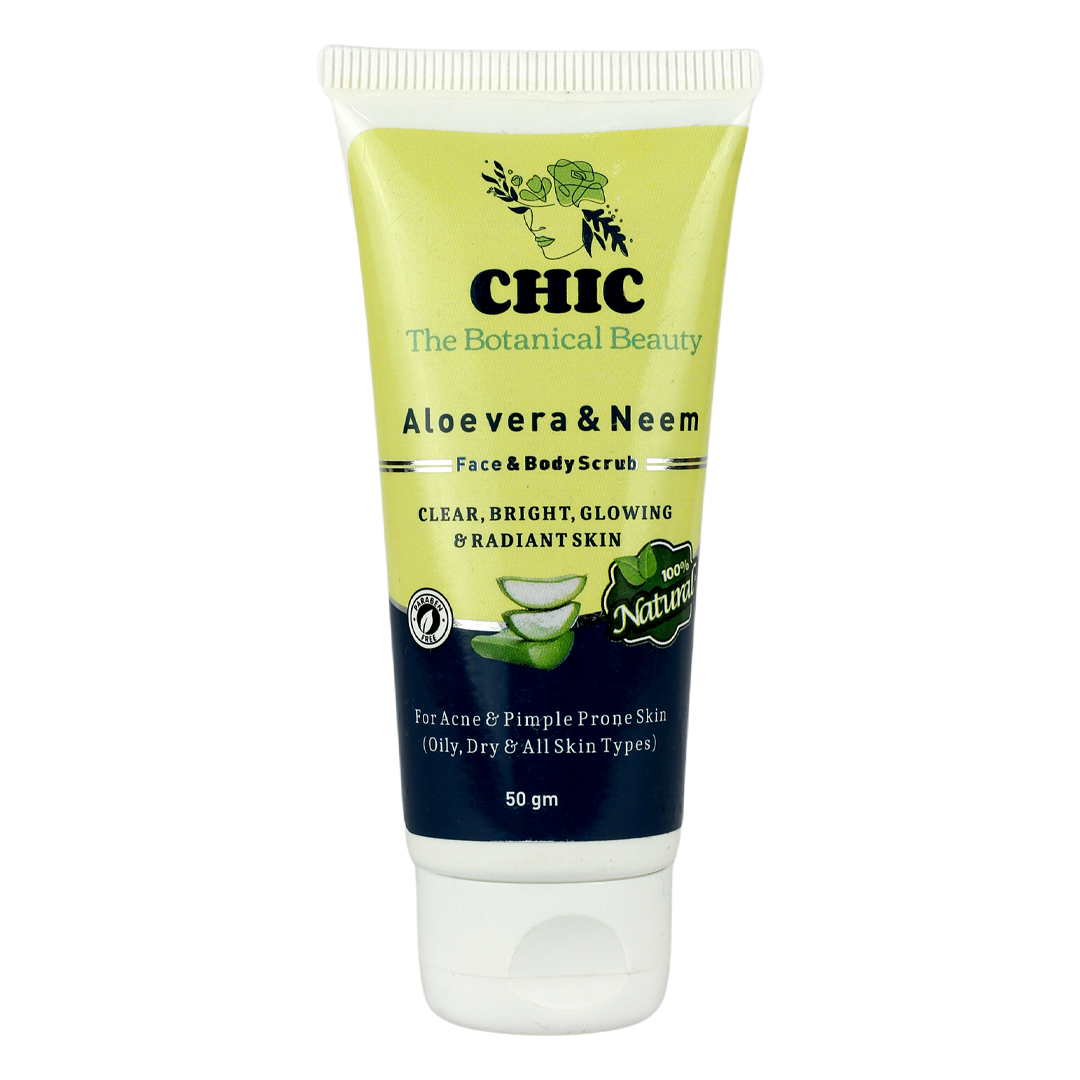 CHIC
The Botanical Beauty
Aloe vera & Neem
Face & Body Scrub
CLEAR, BRIGHT, GLOWING
& RADIANT SKIN
100%
Natural
PARABEN
FREE
For Acne & Pimple Prone Skin
(Oily, Dry & All Skin Types)
50 gm